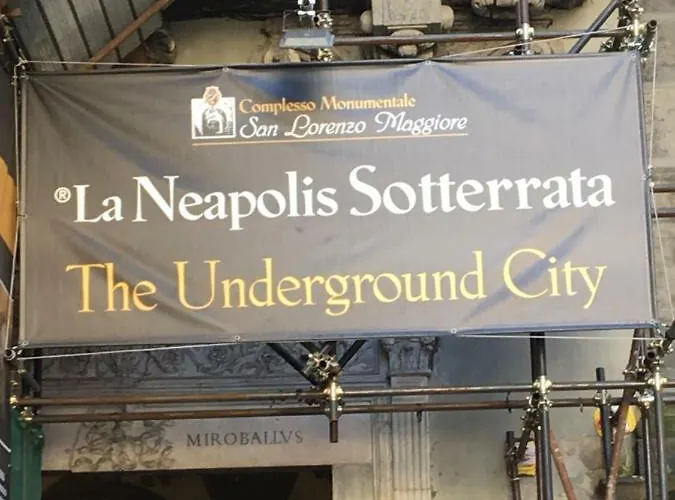 Complesso Monumentale
San Lorenzo Maggiore
® La Neapolis Sotterrata
The Underground City
MIROBALLVS